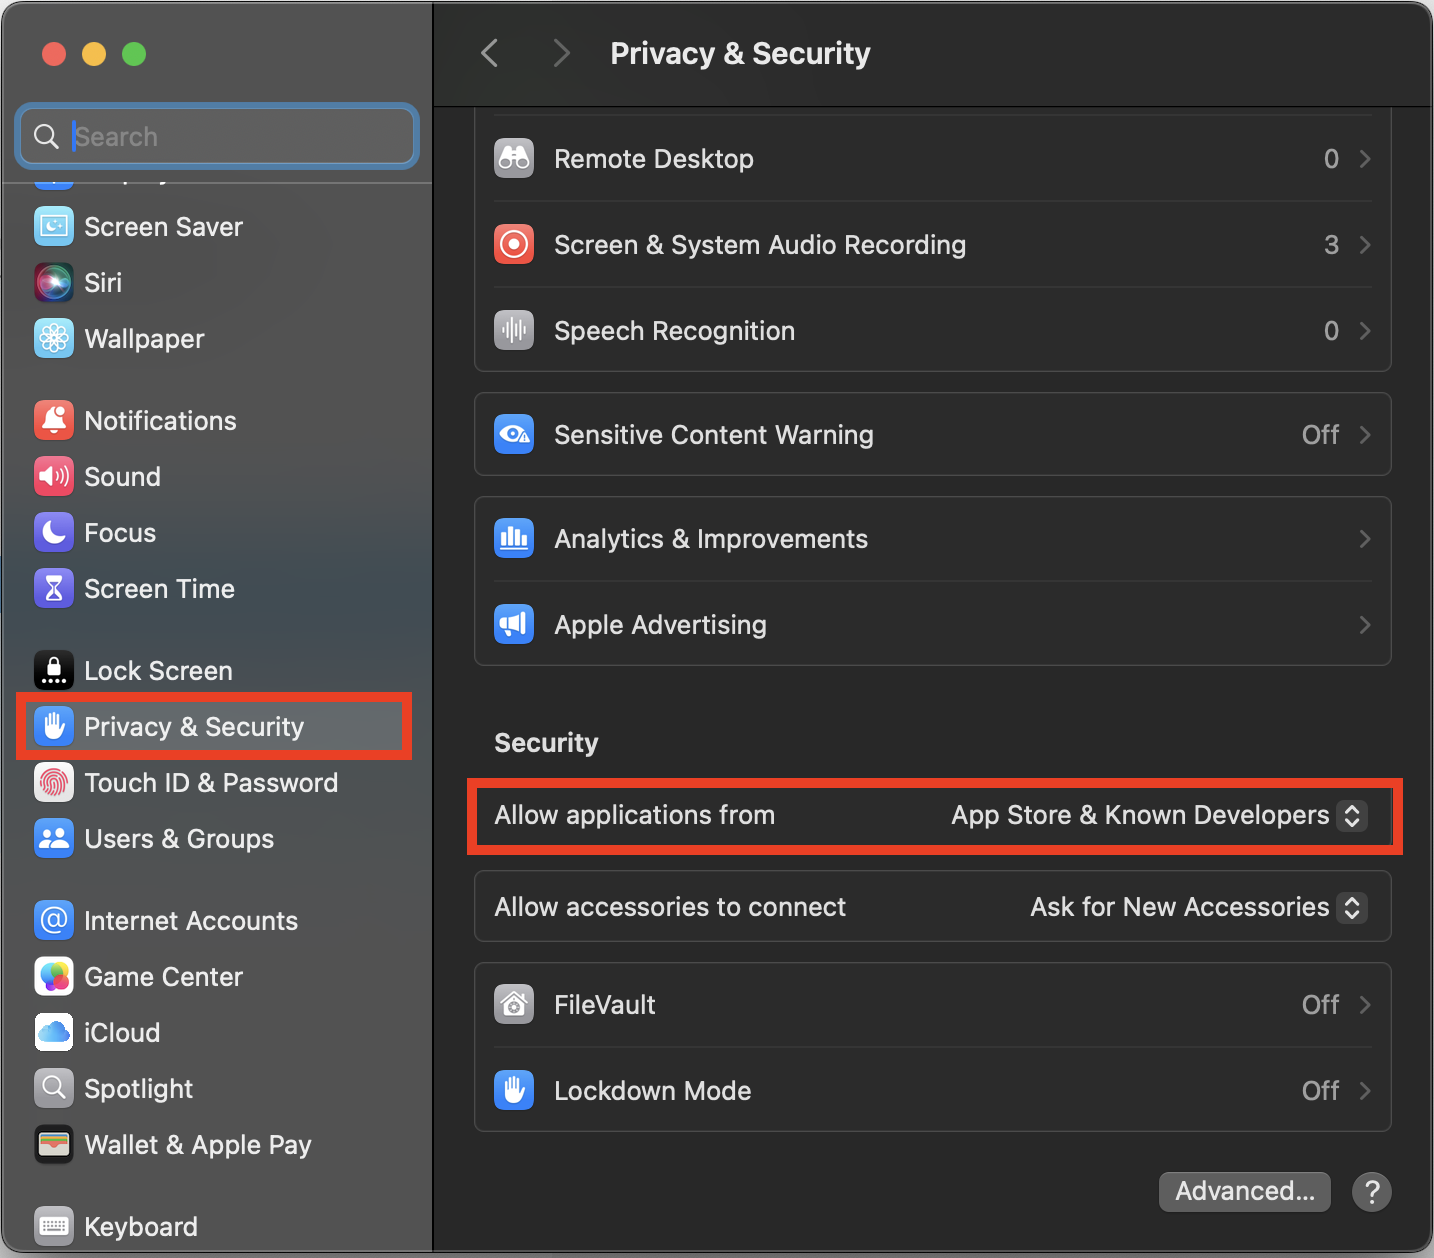 Search
Screen Saver
Siri
Wallpaper
Notifications
Sound
Focus
Screen Time
Lock Screen
Privacy & Security
Touch ID & Password
Users & Groups
Internet Accounts
Game Center
iCloud
Spotlight
Wallet & Apple Pay
Keyboard
Privacy & Security
Remote Desktop 0
Screen & System Audio Recording 3
Speech Recognition 0
Sensitive Content Warning Off
Analytics & Improvements
Apple Advertising
Security
Allow applications from App Store & Known Developers
Allow accessories to connect Ask for New Accessories
FileVault Off
Lockdown Mode Off
Advanced... ?